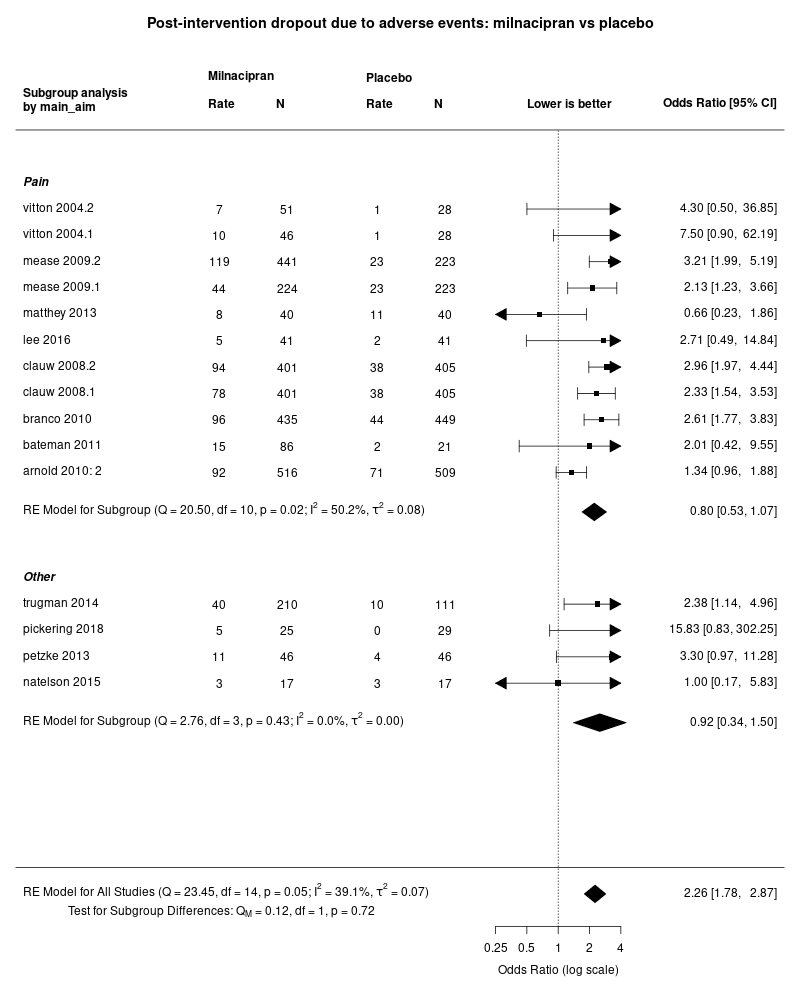 Post-intervention dropout due to adverse events: milnacipran vs placebo
Milnacipran Placebo
Subgroup analysis
by main_aim
Rate N Rate N Lower is better Odds Ratio [95% CI]
Pain
vitton 2004.2 7 51 1 28 4.30 [0.50, 36.85]
vitton 2004.1 10 46 1 28 7.50 [0.90, 62.19]
mease 2009.2 119 441 23 223 3.21 [1.99, 5.19]
mease 2009.1 44 224 23 223 2.13 [1.23, 3.66]
matthey 2013 8 40 11 40 0.66 [0.23, 1.86]
lee 2016 5 41 2 41 2.71 [0.49, 14.84]
clauw 2008.2 94 401 38 405 2.96 [1.97, 4.44]
clauw 2008.1 78 401 38 405 2.33 [1.54, 3.53]
branco 2010 96 435 44 449 2.61 [1.77, 3.83]
bateman 2011 15 86 2 21 2.01 [0.42, 9.55]
arnold 2010: 2 92 516 71 509 1.34 [0.96, 1.88]
RE Model for Subgroup (Q = 20.50, df = 10, p = 0.02; I² = 50.2%, τ² = 0.08) 0.80 [0.53, 1.07]
Other
trugman 2014 40 210 10 111 2.38 [1.14, 4.96]
pickering 2018 5 25 0 29 15.83 [0.83, 302.25]
petzke 2013 11 46 4 46 3.30 [0.97, 11.28]
natelson 2015 3 17 3 17 1.00 [0.17, 5.83]
RE Model for Subgroup (Q = 2.76, df = 3, p = 0.43; I² = 0.0%, τ² = 0.00) 0.92 [0.34, 1.50]
RE Model for All Studies (Q = 23.45, df = 14, p = 0.05; I² = 39.1%, τ² = 0.07) 2.26 [1.78, 2.87]
Test for Subgroup Differences: Q_M = 0.12, df = 1, p = 0.72
0.25 0.5 1 2 4
Odds Ratio (log scale)